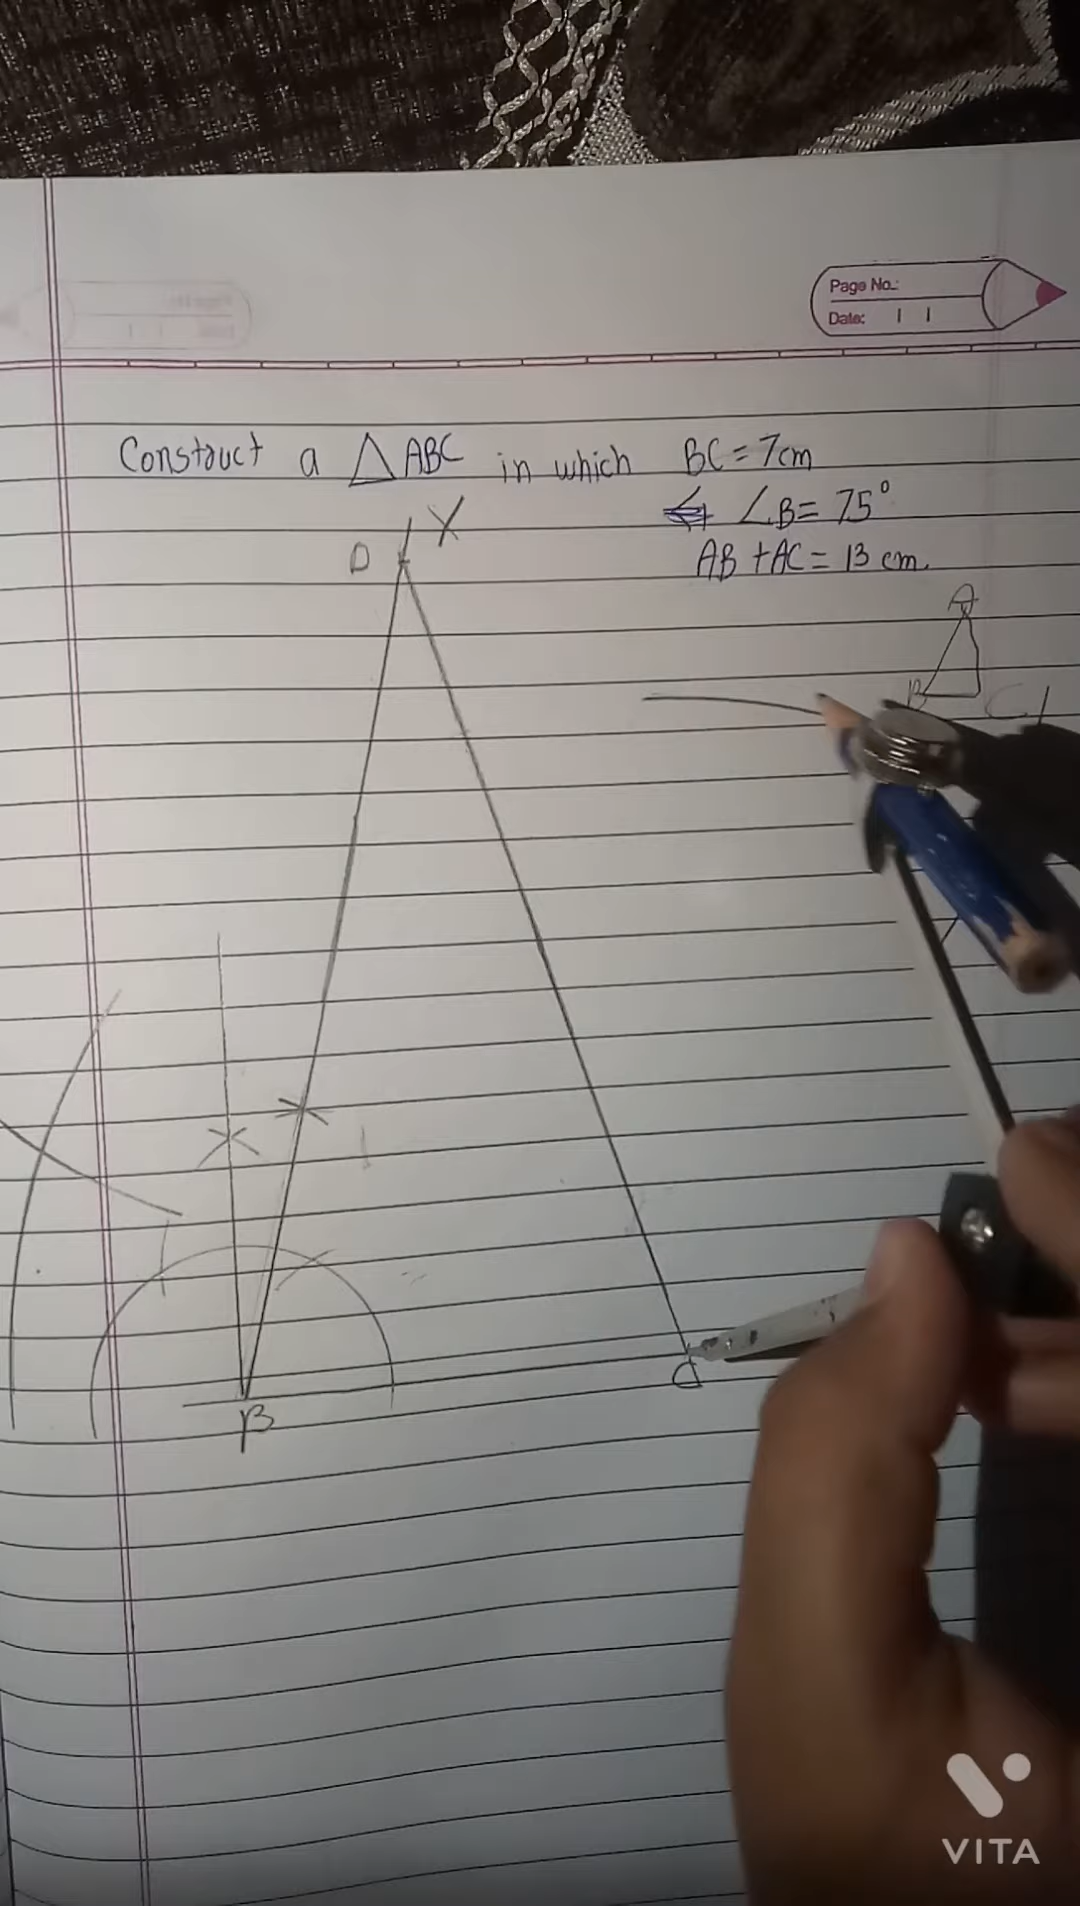 Page No.:
Date:
Construct a △ABC in which BC = 7cm
∠B = 75°
AB + AC = 13 cm.
D X
A
B C
B C
VITA